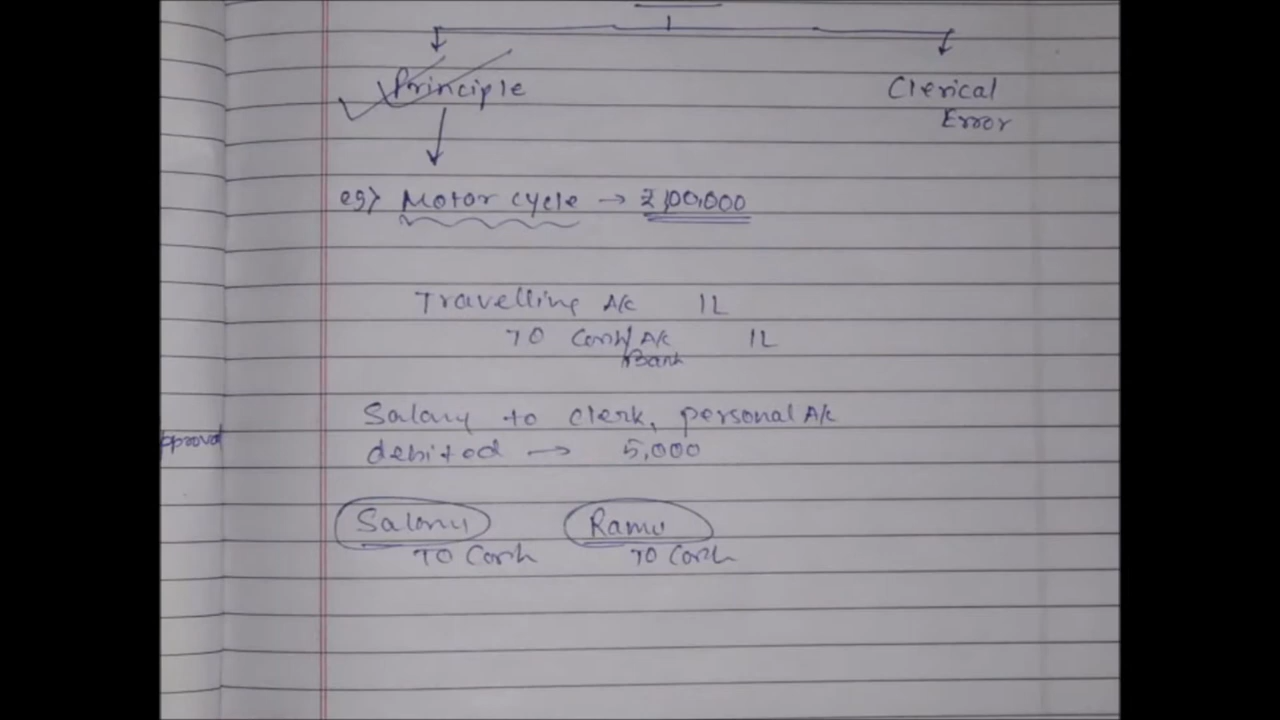 Principle
Clerical
Error
eg> Motor cycle → ₹1,00,000
Travelling A/c 1L
TO Cash/ A/c 1L
Bank
Salary to clerk, personal A/c
debited → 5,000
Salary Ramu
TO Cash TO Cash